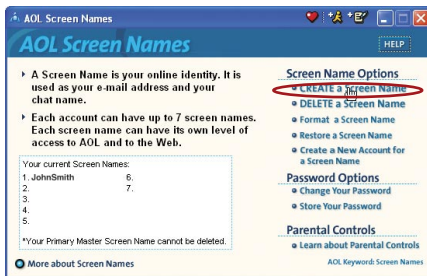 AOL Screen Names
AOL Screen Names
HELP
A Screen Name is your online identity. It is
used as your e-mail address and your
chat name.
Each account can have up to 7 screen names.
Each screen name can have its own level of
access to AOL and to the Web.
Your current Screen Names:
1. JohnSmith 6.
2. 7.
3.
4.
5.
*Your Primary Master Screen Name cannot be deleted.
More about Screen Names
Screen Name Options
CREATE a Screen Name
DELETE a Screen Name
Format a Screen Name
Restore a Screen Name
Create a New Account for
a Screen Name
Password Options
Change Your Password
Store Your Password
Parental Controls
Learn about Parental Controls
AOL Keyword: Screen Names